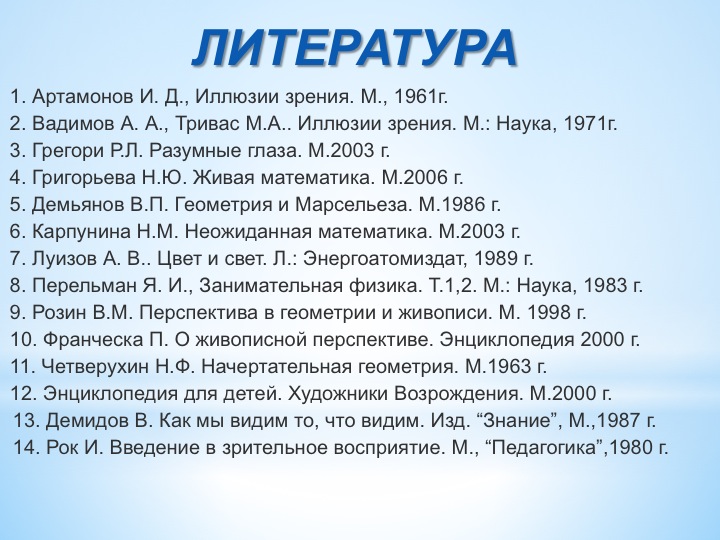 ЛИТЕРАТУРА
1. Артамонов И. Д., Иллюзии зрения. М., 1961г.
2. Вадимов А. А., Тривас М.А.. Иллюзии зрения. М.: Наука, 1971г.
3. Грегори Р.Л. Разумные глаза. М.2003 г.
4. Григорьева Н.Ю. Живая математика. М.2006 г.
5. Демьянов В.П. Геометрия и Марсельеза. М.1986 г.
6. Карпунина Н.М. Неожиданная математика. М.2003 г.
7. Луизов А. В.. Цвет и свет. Л.: Энергоатомиздат, 1989 г.
8. Перельман Я. И., Занимательная физика. Т.1,2. М.: Наука, 1983 г.
9. Розин В.М. Перспектива в геометрии и живописи. М. 1998 г.
10. Франческа П. О живописной перспективе. Энциклопедия 2000 г.
11. Четверухин Н.Ф. Начертательная геометрия. М.1963 г.
12. Энциклопедия для детей. Художники Возрождения. М.2000 г.
13. Демидов В. Как мы видим то, что видим. Изд. “Знание”, М.,1987 г.
14. Рок И. Введение в зрительное восприятие. М., “Педагогика”,1980 г.